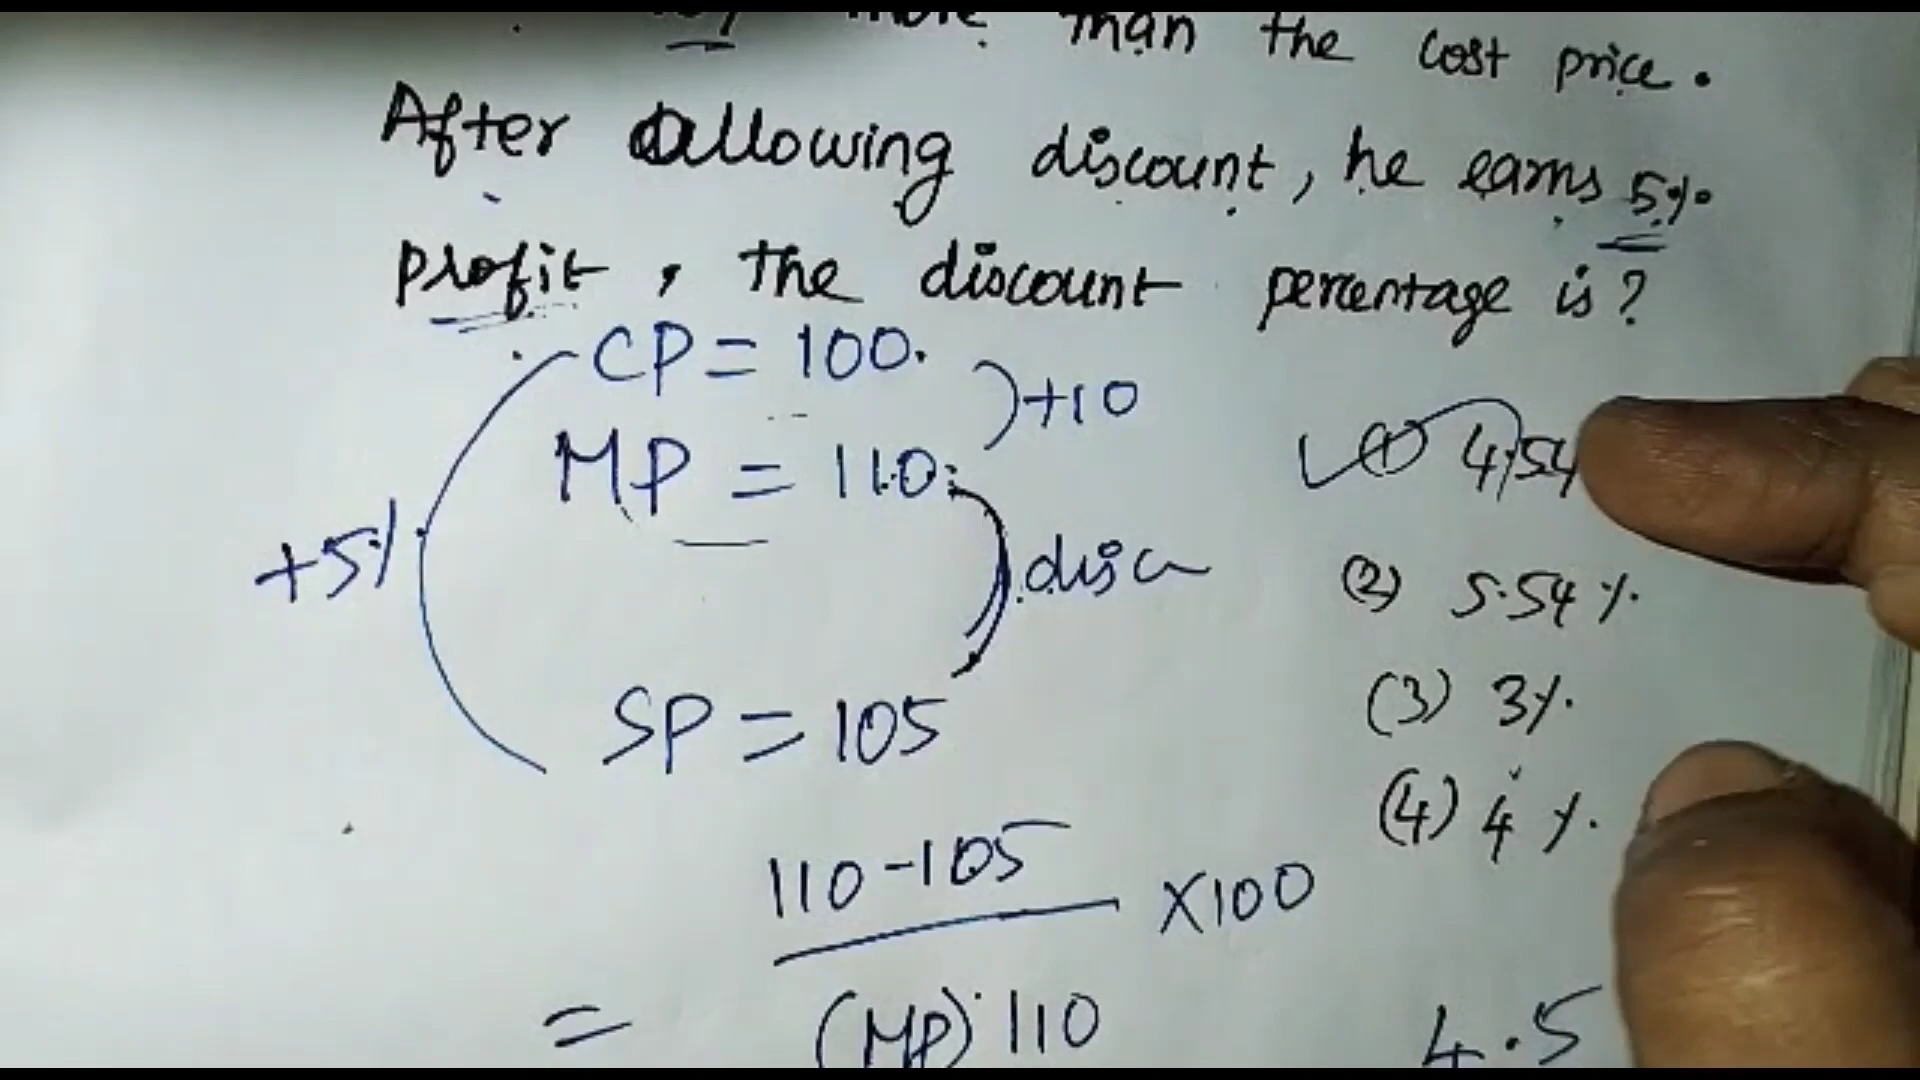 more than the cost price.
After allowing discount, he earns 5%
profit, the discount percentage is?
CP = 100.
+10
MP = 110
(1) 4.54
+5%
disc
(2) 5.54%.
SP = 105
(3) 3%.
(4) 4%.
110-105
X100
= (MP) 110
4.5